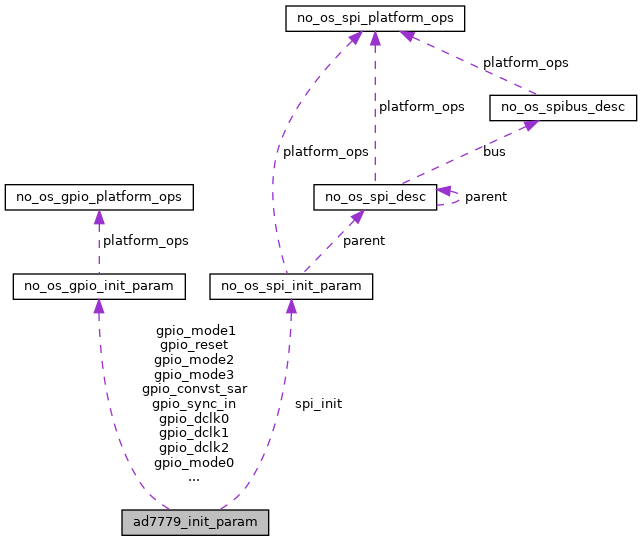 no_os_spi_platform_ops
platform_ops
no_os_spibus_desc
platform_ops
platform_ops
bus
no_os_gpio_platform_ops
no_os_spi_desc
parent
platform_ops
parent
no_os_gpio_init_param
no_os_spi_init_param
gpio_mode1
gpio_reset
gpio_mode2
gpio_mode3
gpio_convst_sar
gpio_sync_in
gpio_dclk0
gpio_dclk1
gpio_dclk2
gpio_mode0
...
spi_init
ad7779_init_param